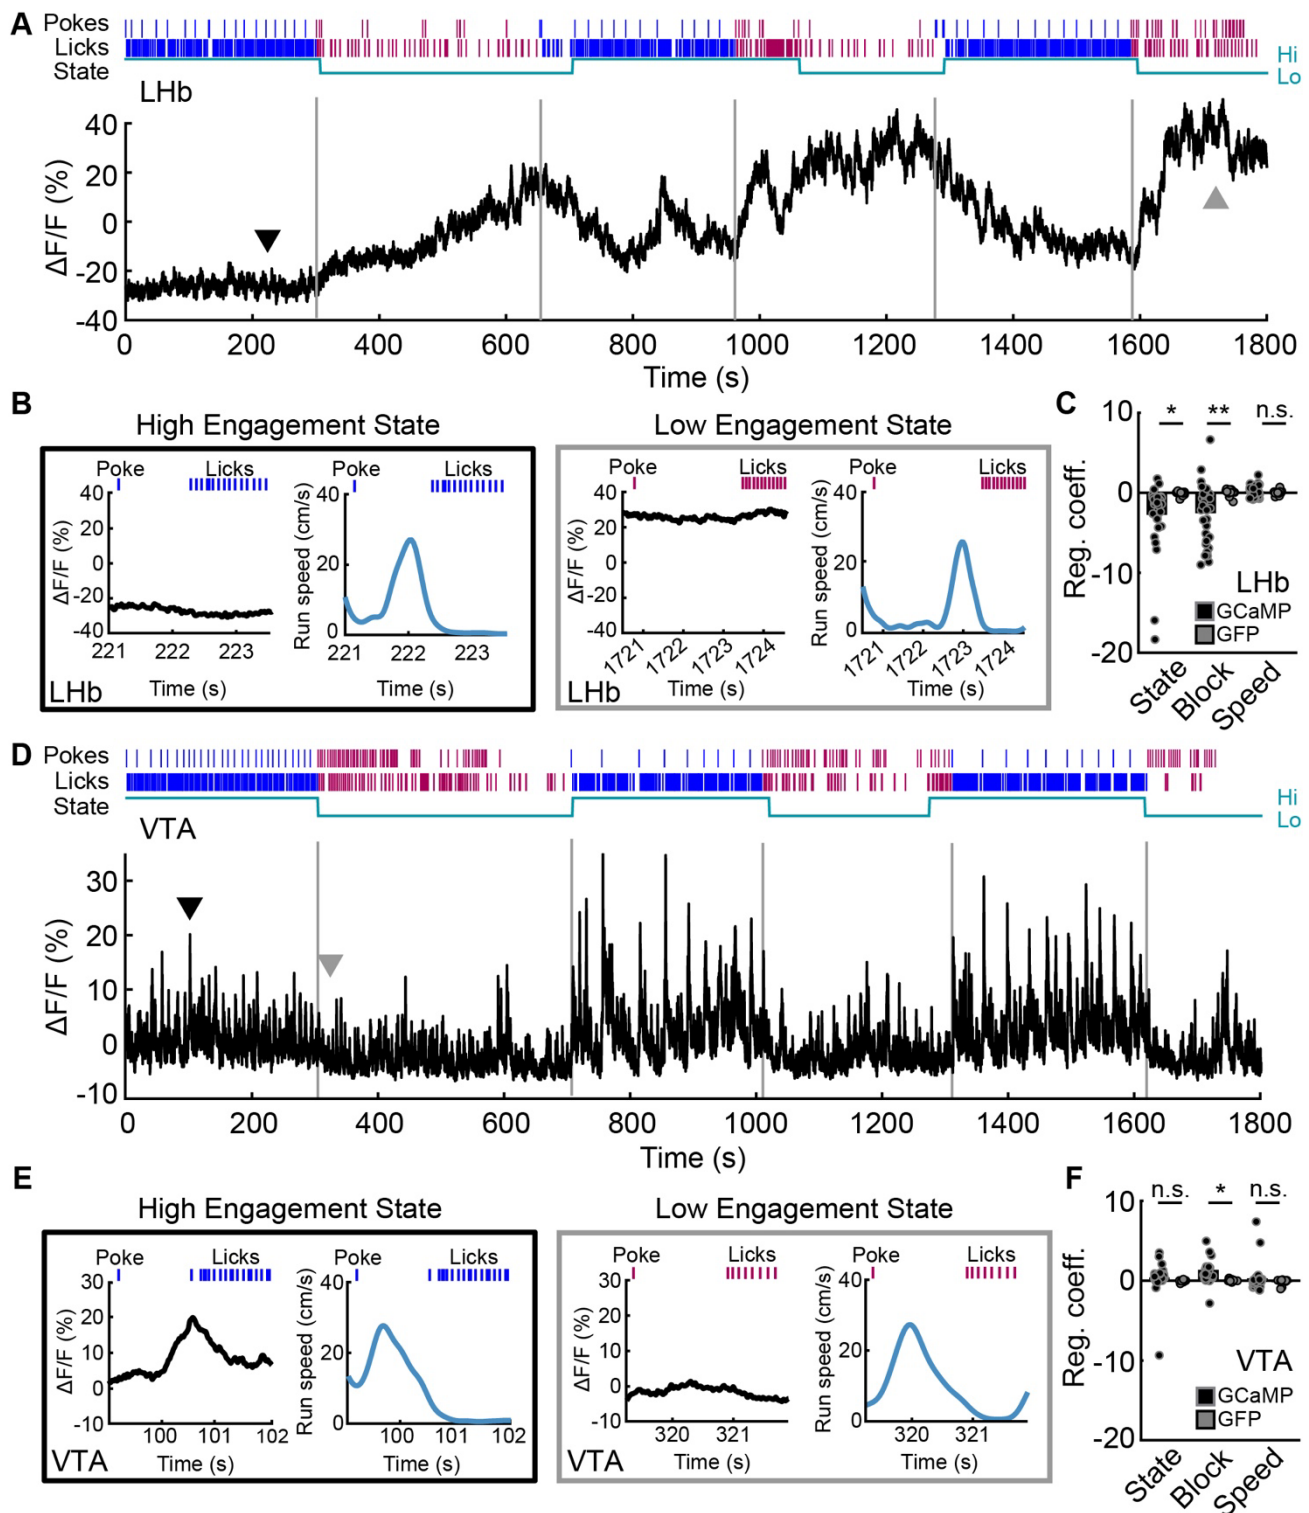 A
Pokes
Licks
State
Hi
Lo
LHb
ΔF/F (%)
40
20
0
-20
-40
0 200 400 600 800 1000 1200 1400 1600 1800
Time (s)
B
High Engagement State
Poke Licks
ΔF/F (%)
40
20
0
-20
-40
221 222 223
Time (s)
LHb
Poke Licks
Run speed (cm/s)
40
20
0
221 222 223
Time (s)
Low Engagement State
Poke Licks
ΔF/F (%)
40
20
0
-20
-40
1721 1722 1723 1724
Time (s)
LHb
Poke Licks
Run speed (cm/s)
40
20
0
1721 1722 1723 1724
Time (s)
C
* ** n.s.
Reg. coeff.
10
0
-10
-20
LHb
GCaMP
GFP
State Block Speed
D
Pokes
Licks
State
Hi
Lo
VTA
ΔF/F (%)
30
20
10
0
-10
0 200 400 600 800 1000 1200 1400 1600 1800
Time (s)
E
High Engagement State
Poke Licks
ΔF/F (%)
30
20
10
0
-10
100 101 102
Time (s)
VTA
Poke Licks
Run speed (cm/s)
40
20
0
100 101 102
Time (s)
Low Engagement State
Poke Licks
ΔF/F (%)
30
20
10
0
-10
320 321
Time (s)
VTA
Poke Licks
Run speed (cm/s)
40
20
0
320 321
Time (s)
F
n.s. * n.s.
Reg. coeff.
10
0
-10
-20
VTA
GCaMP
GFP
State Block Speed